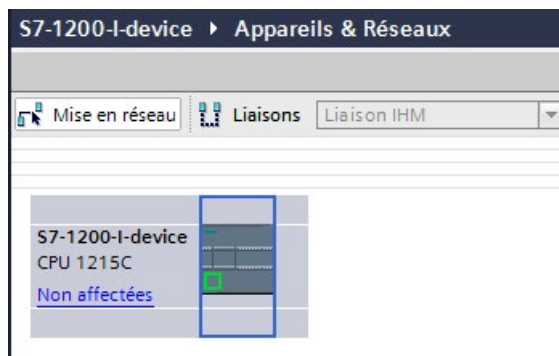 S7-1200-I-device ▸ Appareils & Réseaux
Mise en réseau Liaisons Liaison IHM
S7-1200-I-device
CPU 1215C
Non affectées